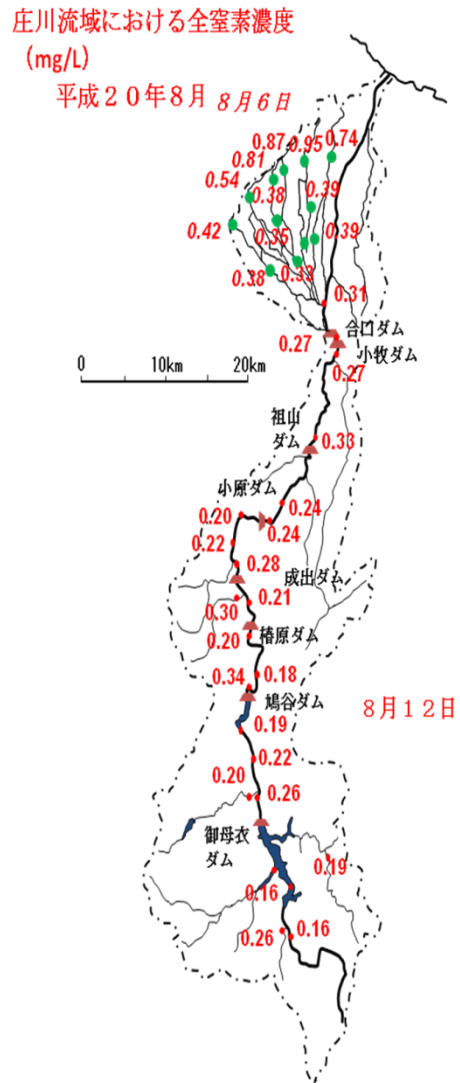 庄川流域における全窒素濃度
(mg/L)
平成20年8月 8月6日
0.87 0.95 0.74
0.81
0.54 0.38 0.39
0.42 0.35 0.39
0.38 0.33
0.31
合口ダム
0.27 小牧ダム
0.27
0 10km 20km
祖山
ダム 0.33
小原ダム
0.20 0.24
0.24
0.22
0.28 成出ダム
0.30 0.21
0.20 椿原ダム
0.34 0.18
鳩谷ダム
8月12日
0.19
0.22
0.20 0.26
御母衣
ダム
0.19
0.16
0.26 0.16